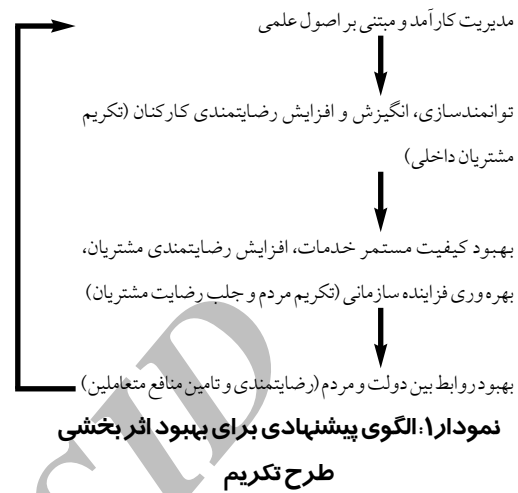 مدیریت کارآمد و مبتنی بر اصول علمی
توانمندسازی، انگیزش و افزایش رضایتمندی کارکنان (تکریم
مشتریان داخلی)
بهبود کیفیت مستمر خدمات، افزایش رضایتمندی مشتریان،
بهره‌وری فزاینده سازمانی (تکریم مردم و جلب رضایت مشتریان)
بهبود روابط بین دولت و مردم (رضایتمندی و تامین منافع متعاملین)
نمودار۱: الگوی پیشنهادی برای بهبود اثر بخشی
طرح تکریم
SID